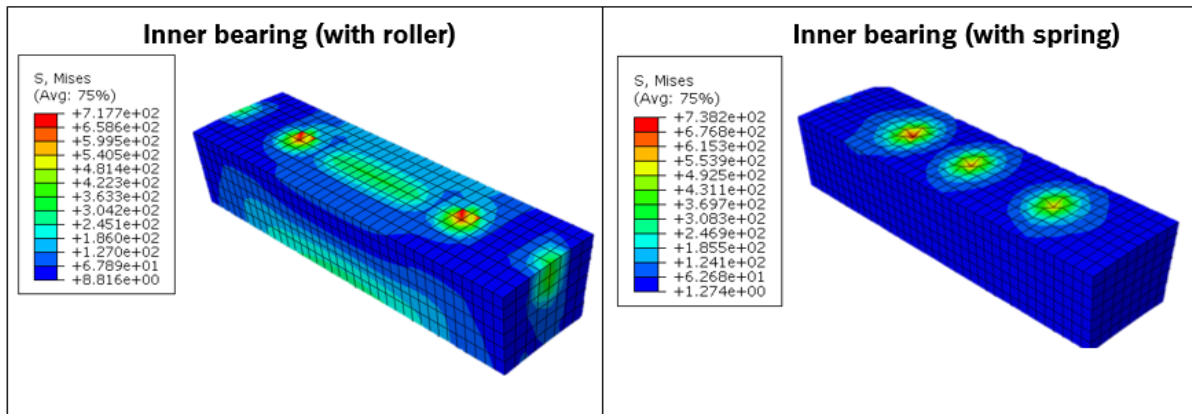 Inner bearing (with roller)
S, Mises
(Avg: 75%)
+7.177e+02
+6.586e+02
+5.995e+02
+5.405e+02
+4.814e+02
+4.223e+02
+3.633e+02
+3.042e+02
+2.451e+02
+1.860e+02
+1.270e+02
+6.789e+01
+8.816e+00
Inner bearing (with spring)
S, Mises
(Avg: 75%)
+7.382e+02
+6.768e+02
+6.153e+02
+5.539e+02
+4.925e+02
+4.311e+02
+3.697e+02
+3.083e+02
+2.469e+02
+1.855e+02
+1.241e+02
+6.268e+01
+1.274e+00